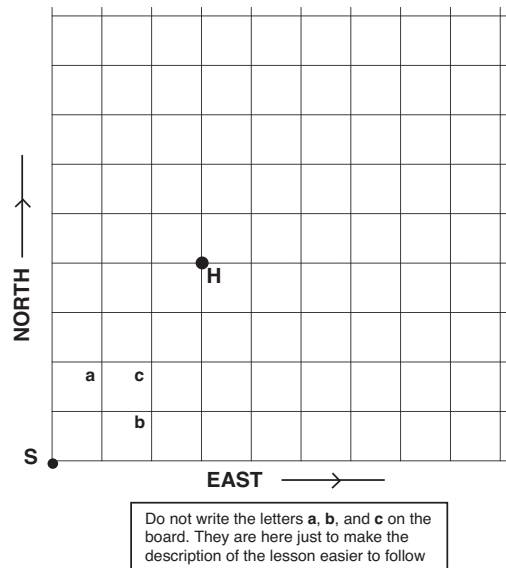 H
NORTH
a
c
b
S
EAST
Do not write the letters a, b, and c on the
board. They are here just to make the
description of the lesson easier to follow